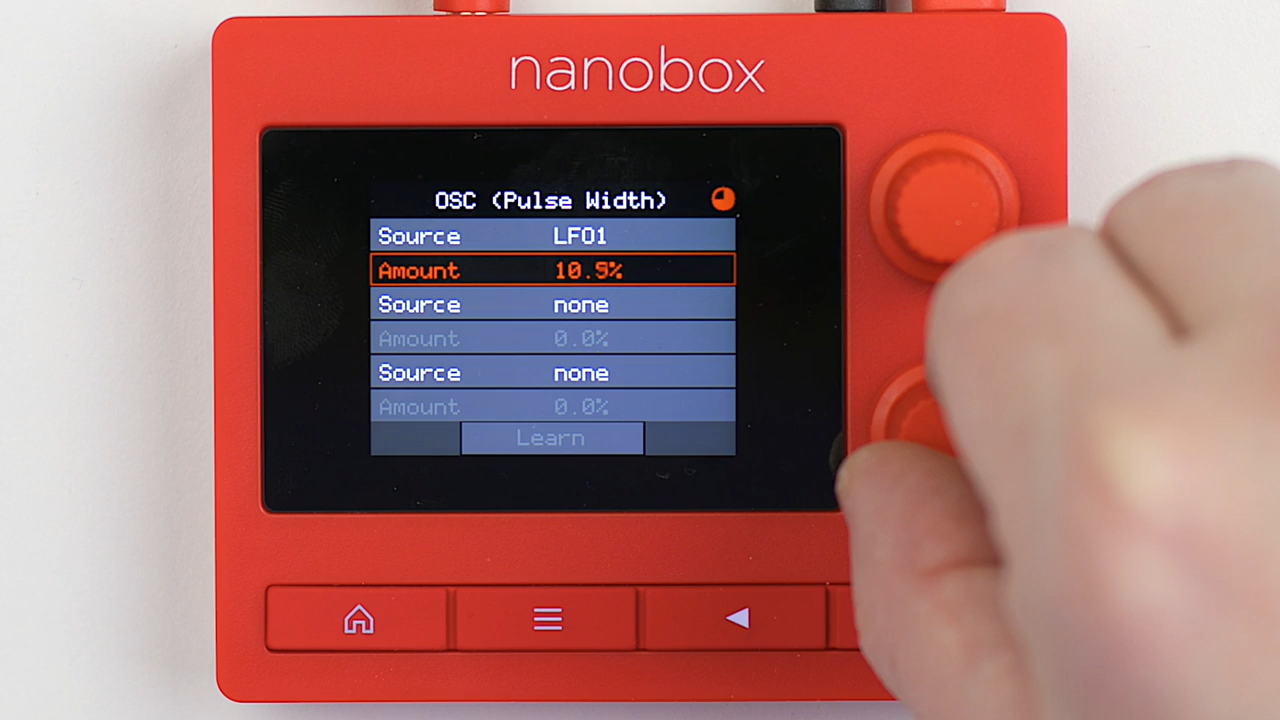 nanobox
OSC (Pulse Width)
Source LFO1
Amount 10.9%
Source none
Amount 0.0%
Source none
Amount 0.0%
Learn